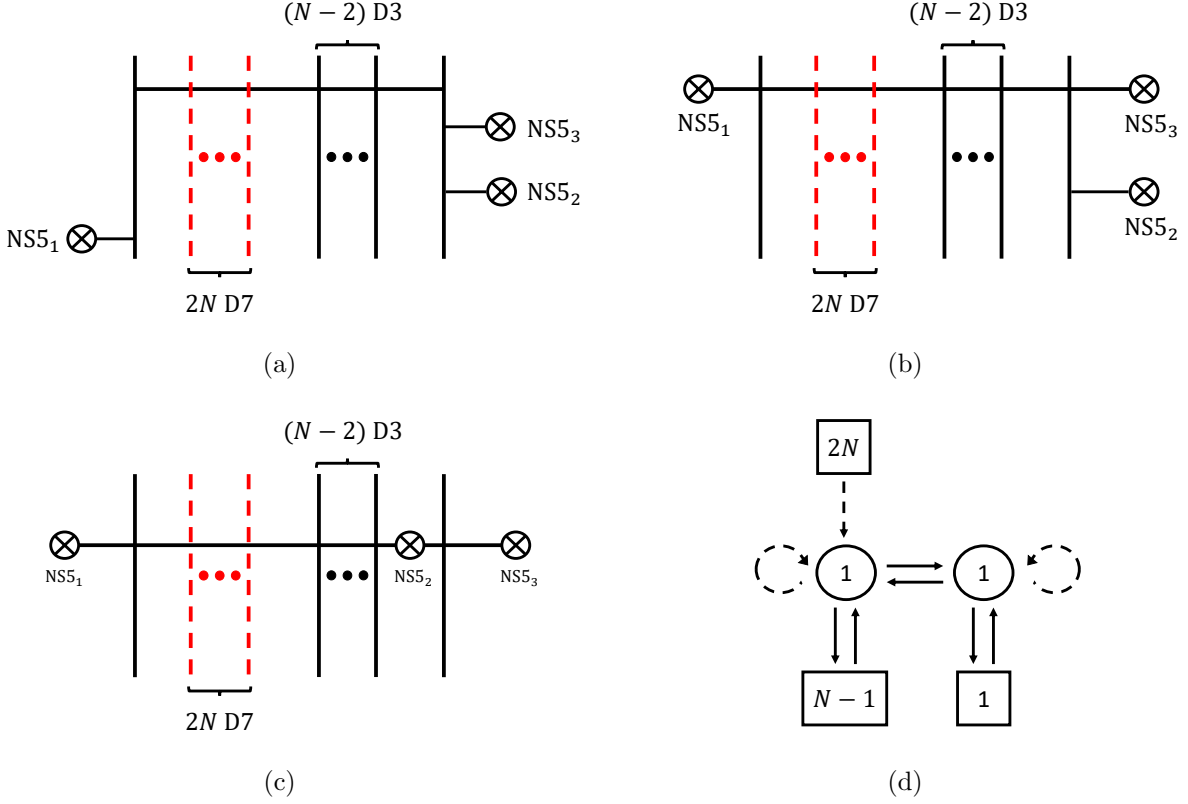 (N − 2) D3
NS5₃
NS5₂
NS5₁
2N D7
(a)
(N − 2) D3
NS5₁
NS5₃
NS5₂
2N D7
(b)
(N − 2) D3
NS5₁
NS5₂
NS5₃
2N D7
(c)
2N
1
1
N − 1
1
(d)